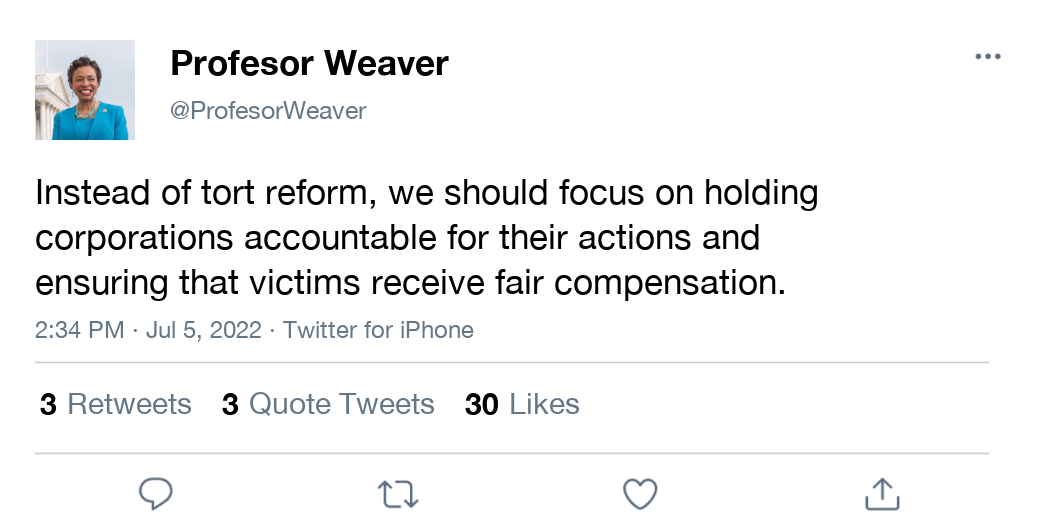 Profesor Weaver
@ProfesorWeaver
Instead of tort reform, we should focus on holding
corporations accountable for their actions and
ensuring that victims receive fair compensation.
2:34 PM · Jul 5, 2022 · Twitter for iPhone
3 Retweets 3 Quote Tweets 30 Likes